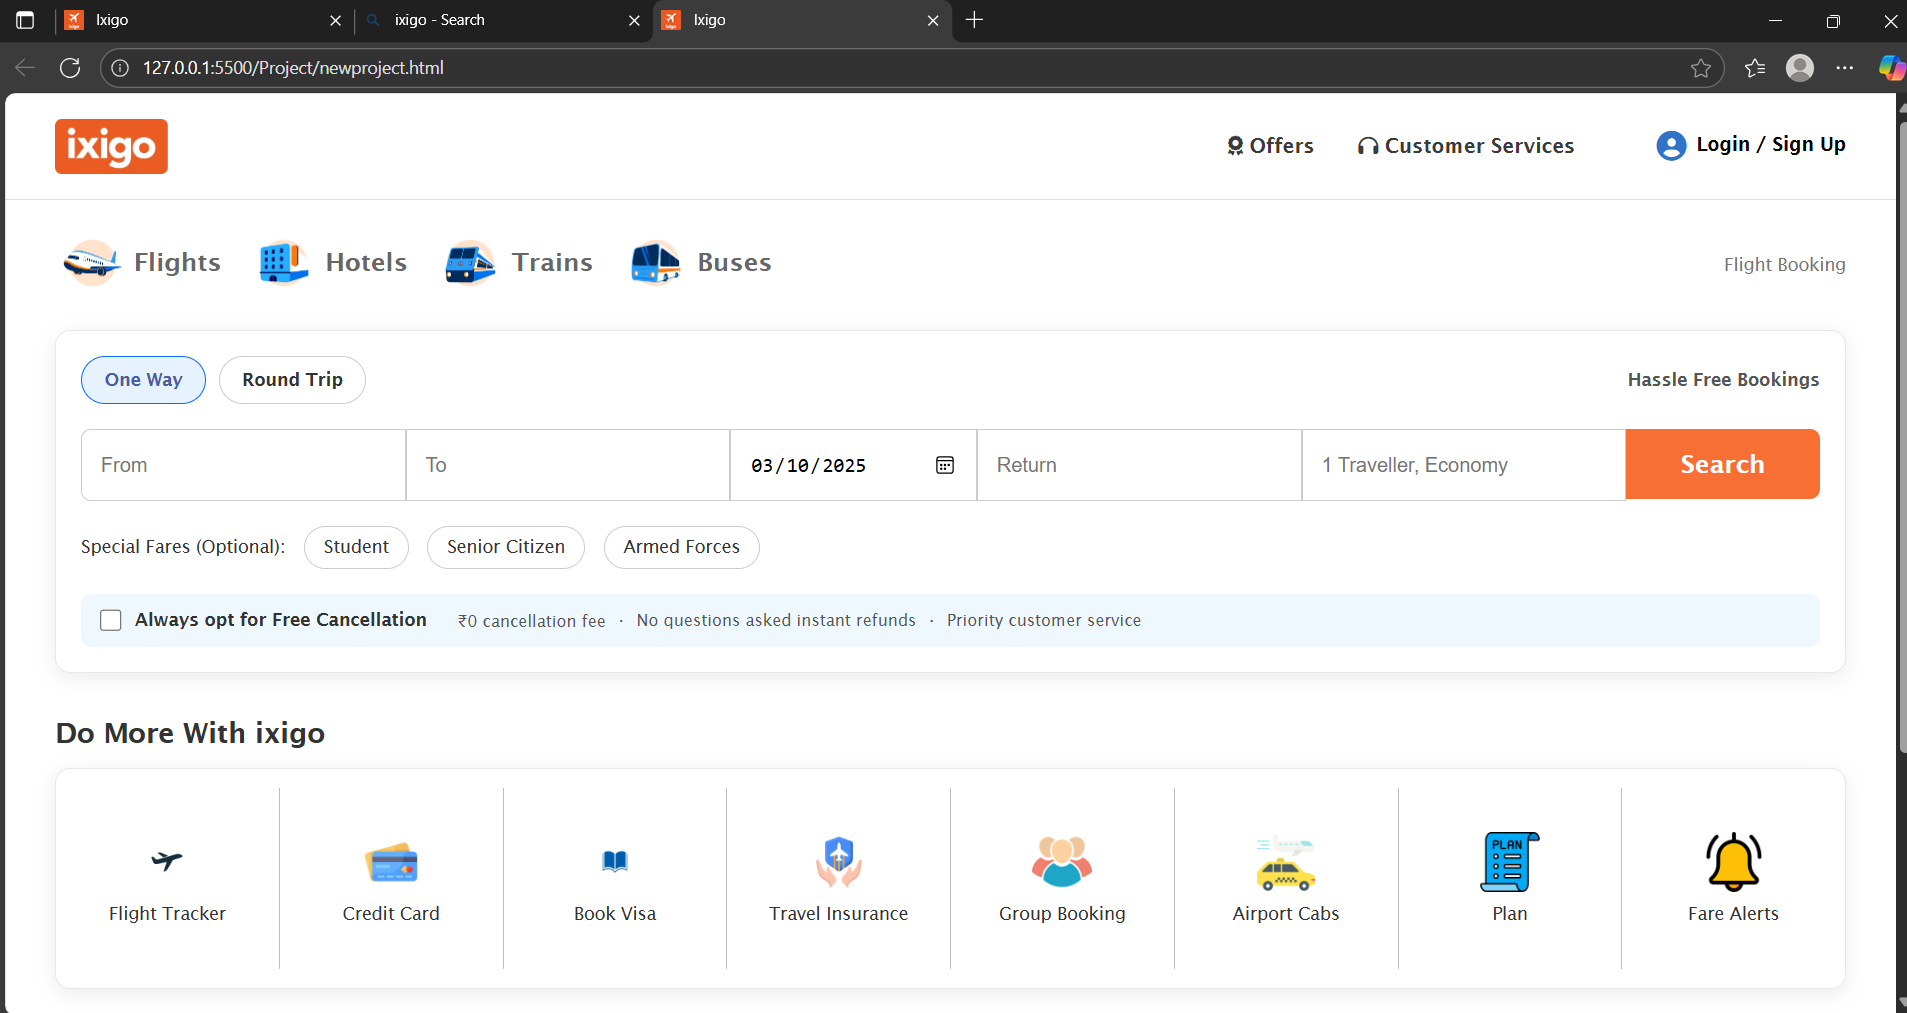 Ixigo
ixigo - Search
Ixigo
127.0.0.1:5500/Project/newproject.html
ixigo
Offers
Customer Services
Login / Sign Up
Flights
Hotels
Trains
Buses
Flight Booking
One Way
Round Trip
Hassle Free Bookings
From
To
03/10/2025
Return
1 Traveller, Economy
Search
Special Fares (Optional):
Student
Senior Citizen
Armed Forces
Always opt for Free Cancellation
₹0 cancellation fee · No questions asked instant refunds · Priority customer service
Do More With ixigo
PLAN
Flight Tracker
Credit Card
Book Visa
Travel Insurance
Group Booking
Airport Cabs
Plan
Fare Alerts